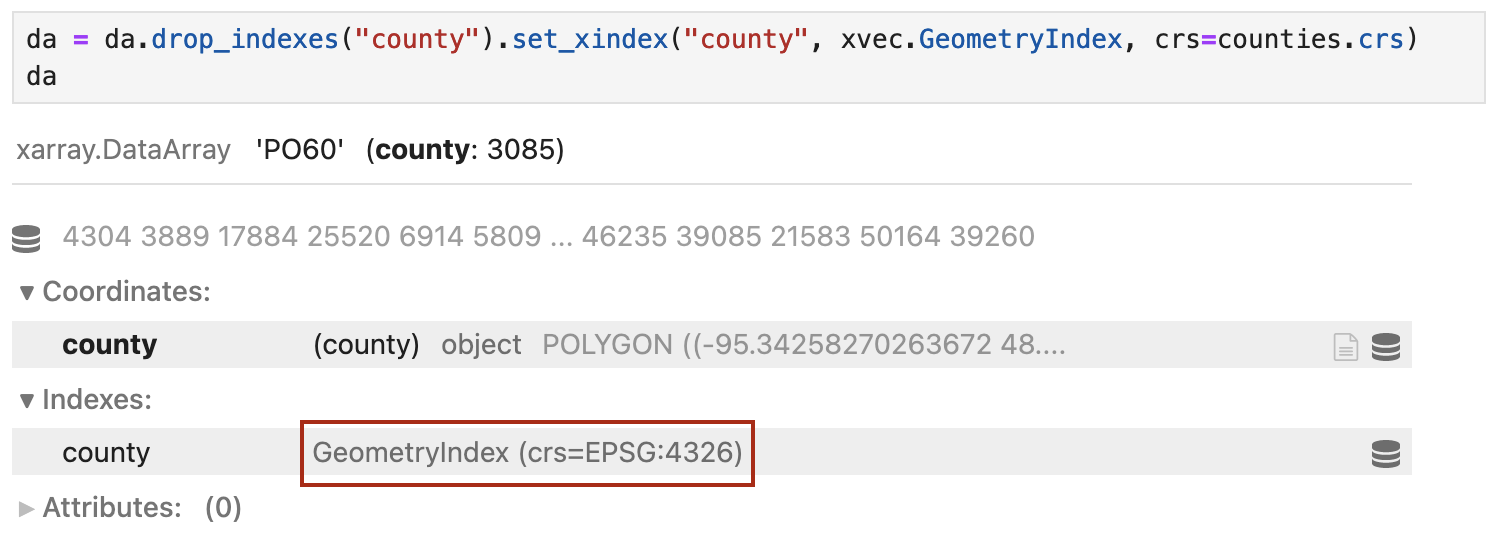 da = da.drop_indexes("county").set_xindex("county", xvec.GeometryIndex, crs=counties.crs)
da
xarray.DataArray 'PO60' (county: 3085)
4304 3889 17884 25520 6914 5809 ... 46235 39085 21583 50164 39260
▼ Coordinates:
county (county) object POLYGON ((-95.34258270263672 48....
▼ Indexes:
county GeometryIndex (crs=EPSG:4326)
► Attributes: (0)